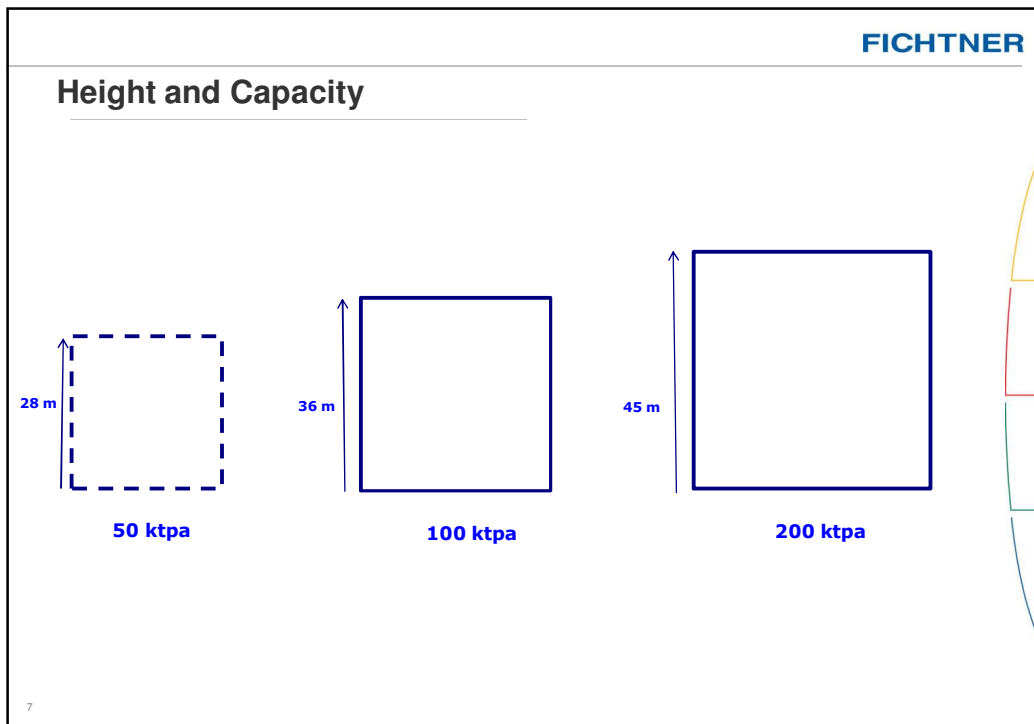 FICHTNER
Height and Capacity
28 m
36 m
45 m
50 ktpa
100 ktpa
200 ktpa
7